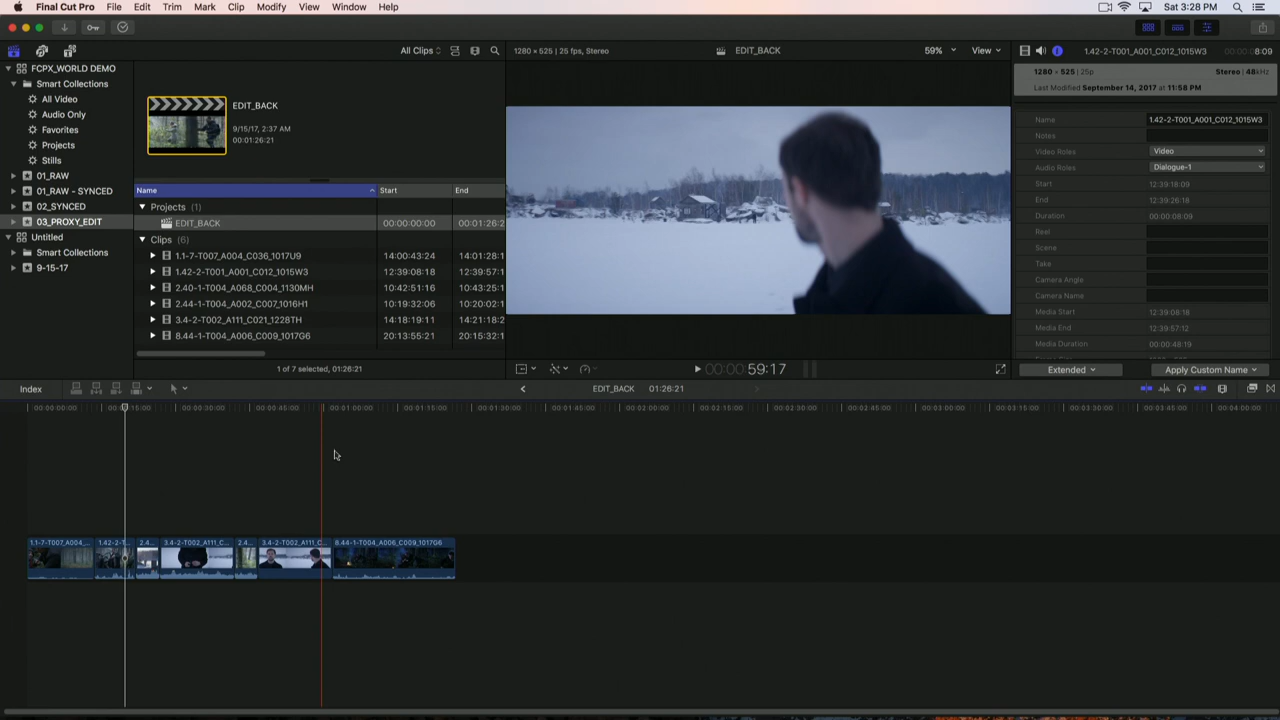 Final Cut Pro File Edit Trim Mark Clip Modify View Window Help
Sat 3:28 PM
All Clips
1280 × 525 | 25 fps, Stereo
EDIT_BACK
59%
View
1.42-2-T001_A001_C012_1015W3
00:00:08:09
FCPX_WORLD DEMO
Smart Collections
All Video
Audio Only
Favorites
Projects
Stills
01_RAW
01_RAW - SYNCED
02_SYNCED
03_PROXY_EDIT
Untitled
Smart Collections
9-15-17
EDIT_BACK
9/15/17, 2:37 AM
00:01:26:21
Name Start End
Projects (1)
EDIT_BACK 00:00:00:00 00:01:26:2
Clips (6)
1.1-7-T007_A004_C036_1017U9 14:00:43:24 14:01:28:1
1.42-2-T001_A001_C012_1015W3 12:39:08:18 12:39:57:1
2.40-1-T004_A068_C004_1130MH 10:42:51:16 10:43:25:1
2.44-1-T004_A002_C007_1016H1 10:19:32:06 10:20:02:1
3.4-2-T002_A111_C021_1228TH 14:18:19:11 14:21:18:2
8.44-1-T004_A006_C009_1017G6 20:13:55:21 20:15:32:1
1 of 7 selected, 01:26:21
00:00:59:17
1280 × 525 | 25p
Stereo | 48kHz
Last Modified September 14, 2017 at 11:58 PM
Name 1.42-2-T001_A001_C012_1015W3
Notes
Video Roles Video
Audio Roles Dialogue-1
Start 12:39:18:09
End 12:39:26:18
Duration 00:00:08:09
Reel
Scene
Take
Camera Angle
Camera Name
Media Start 12:39:08:18
Media End 12:39:57:12
Media Duration 00:00:48:19
Extended
Apply Custom Name
Index
EDIT_BACK 01:26:21
00:00:00:00 00:00:15:00 00:00:30:00 00:00:45:00 00:01:00:00 00:01:15:00 00:01:30:00 00:01:45:00 00:02:00:00 00:02:15:00 00:02:30:00 00:02:45:00 00:03:00:00 00:03:15:00 00:03:30:00 00:03:45:00 00:04:00:00
1.1-7-T007_A004_... 1.42-2-T... 2.4... 3.4-2-T002_A111_C... 2.4... 3.4-2-T002_A111_C... 8.44-1-T004_A006_C009_1017G6